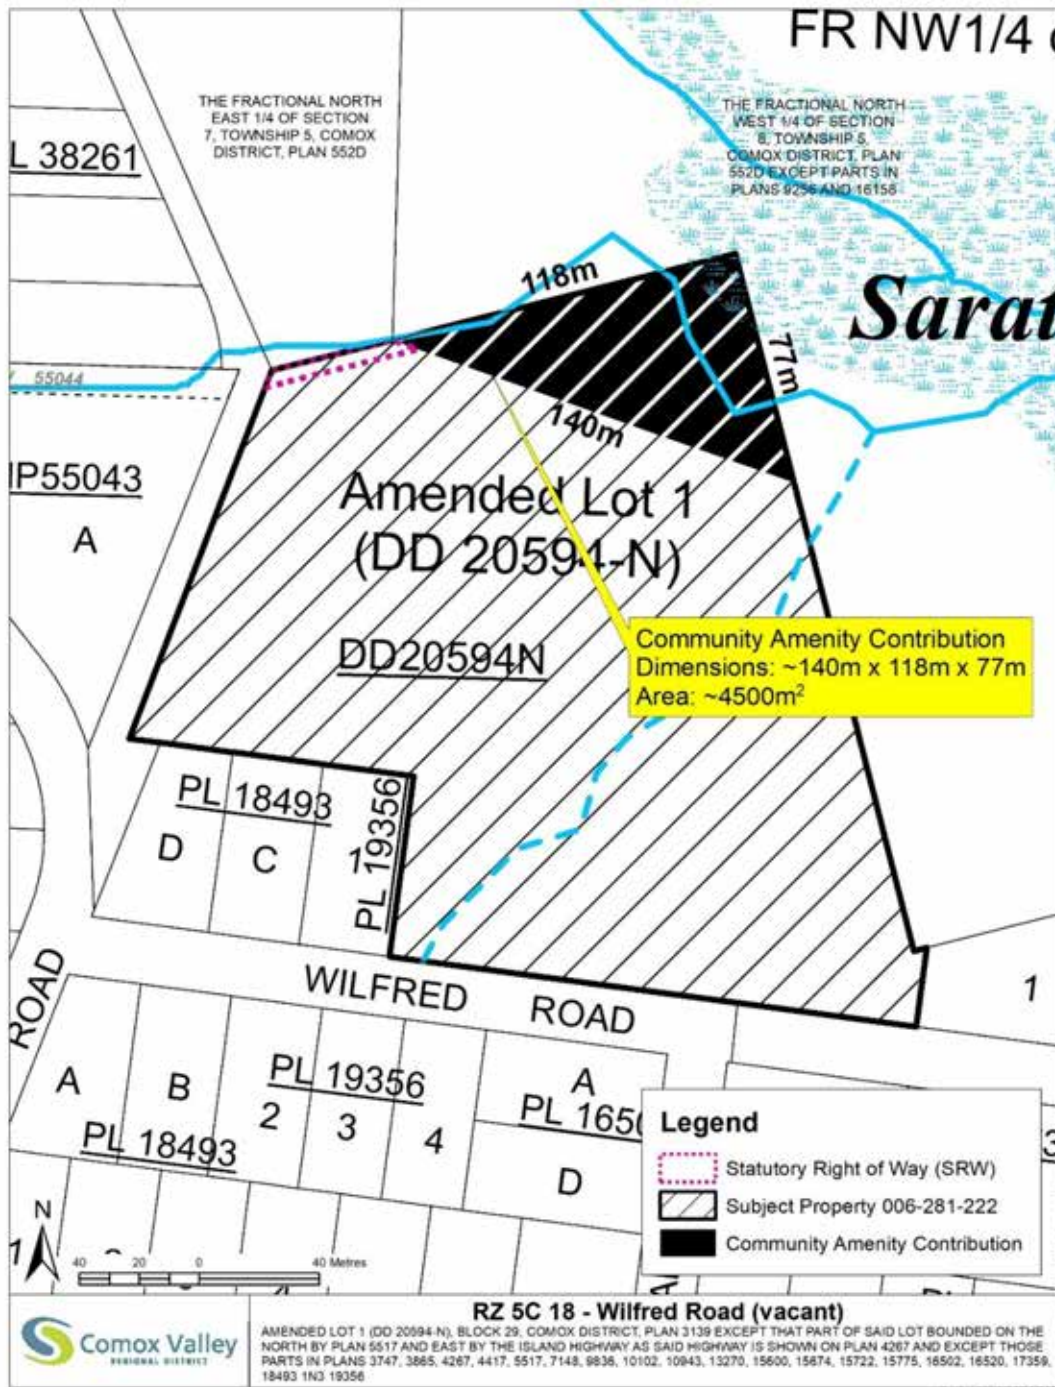 FR NW1/4
THE FRACTIONAL NORTH
EAST 1/4 OF SECTION
7, TOWNSHIP 5, COMOX
DISTRICT, PLAN 552D
THE FRACTIONAL NORTH
WEST 1/4 OF SECTION
8, TOWNSHIP 5,
COMOX DISTRICT, PLAN
552D EXCEPT PARTS IN
PLANS 9256 AND 16158
L 38261
118m
Sarat
77m
55044
140m
IP55043
A
Amended Lot 1
(DD 20594-N)
DD20594N
Community Amenity Contribution
Dimensions: ~140m x 118m x 77m
Area: ~4500m²
PL 18493
D
C
1
PL 19356
ROAD
WILFRED ROAD
1
A
B
PL 18493
PL 19356
2
3
4
A
PL 1650
D
3
Legend
Statutory Right of Way (SRW)
Subject Property 006-281-222
Community Amenity Contribution
N
1
40 20 0 40 Metres
RZ 5C 18 - Wilfred Road (vacant)
Comox Valley
REGIONAL DISTRICT
AMENDED LOT 1 (DD 20594-N), BLOCK 29, COMOX DISTRICT, PLAN 3139 EXCEPT THAT PART OF SAID LOT BOUNDED ON THE
NORTH BY PLAN 5517 AND EAST BY THE ISLAND HIGHWAY AS SAID HIGHWAY IS SHOWN ON PLAN 4267 AND EXCEPT THOSE
PARTS IN PLANS 3747, 3865, 4267, 4417, 5517, 7148, 9836, 10102, 10943, 13270, 15600, 15674, 15722, 15775, 16502, 16520, 17359,
18493 1N3 19356